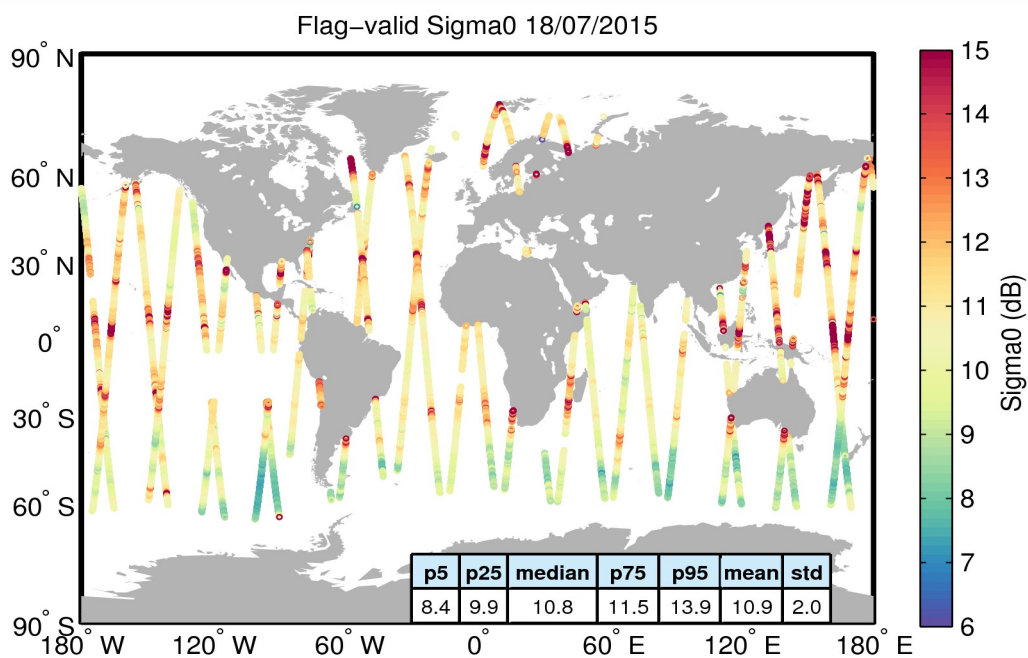 Flag−valid Sigma0 18/07/2015
90° N
60° N
30° N
0°
30° S
60° S
90° S
180° W
120° W
60° W
0°
60° E
120° E
180° E
15
14
13
12
11
10
9
8
7
6
Sigma0 (dB)
p5 p25 median p75 p95 mean std
8.4 9.9 10.8 11.5 13.9 10.9 2.0